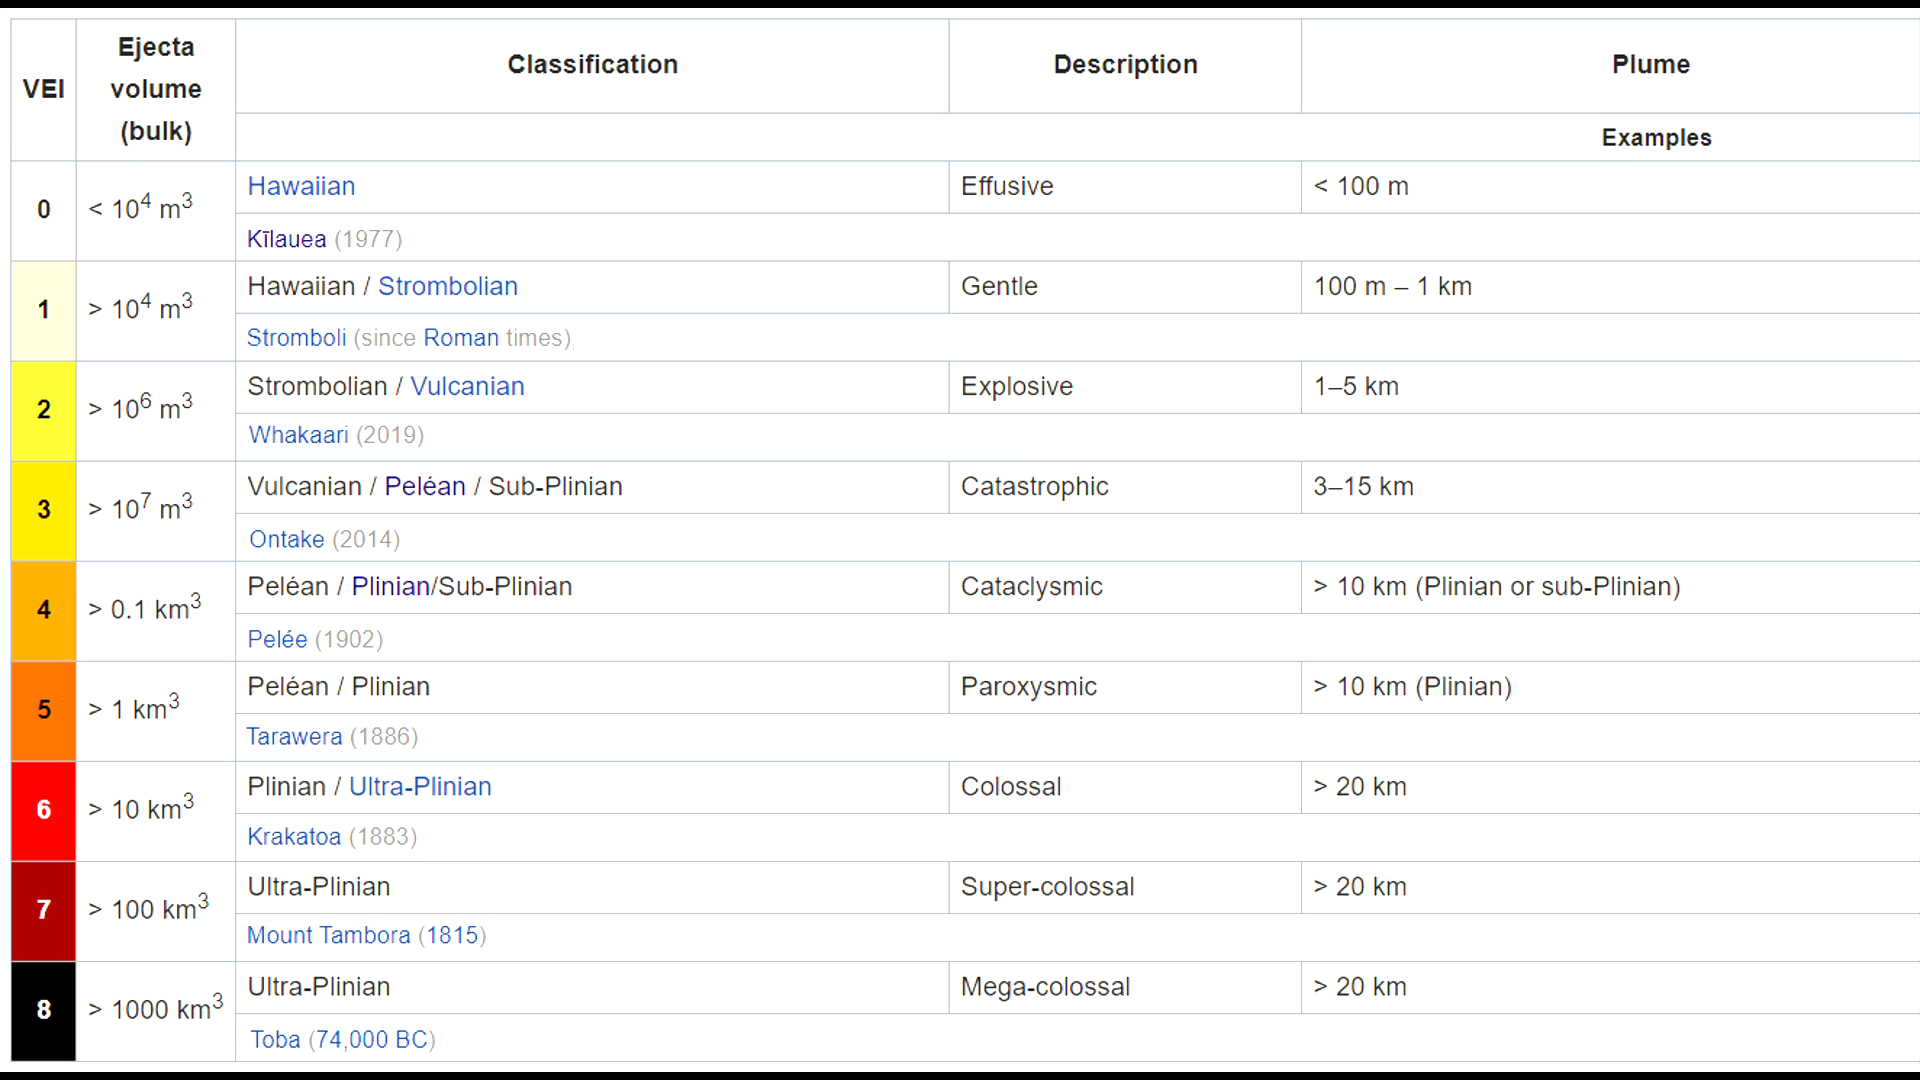 VEI
Ejecta
volume
(bulk)
Classification
Description
Plume
Examples
0
< 10⁴ m³
Hawaiian
Effusive
< 100 m
Kīlauea (1977)
1
> 10⁴ m³
Hawaiian / Strombolian
Gentle
100 m – 1 km
Stromboli (since Roman times)
2
> 10⁶ m³
Strombolian / Vulcanian
Explosive
1–5 km
Whakaari (2019)
3
> 10⁷ m³
Vulcanian / Peléan / Sub-Plinian
Catastrophic
3–15 km
Ontake (2014)
4
> 0.1 km³
Peléan / Plinian/Sub-Plinian
Cataclysmic
> 10 km (Plinian or sub-Plinian)
Pelée (1902)
5
> 1 km³
Peléan / Plinian
Paroxysmic
> 10 km (Plinian)
Tarawera (1886)
6
> 10 km³
Plinian / Ultra-Plinian
Colossal
> 20 km
Krakatoa (1883)
7
> 100 km³
Ultra-Plinian
Super-colossal
> 20 km
Mount Tambora (1815)
8
> 1000 km³
Ultra-Plinian
Mega-colossal
> 20 km
Toba (74,000 BC)